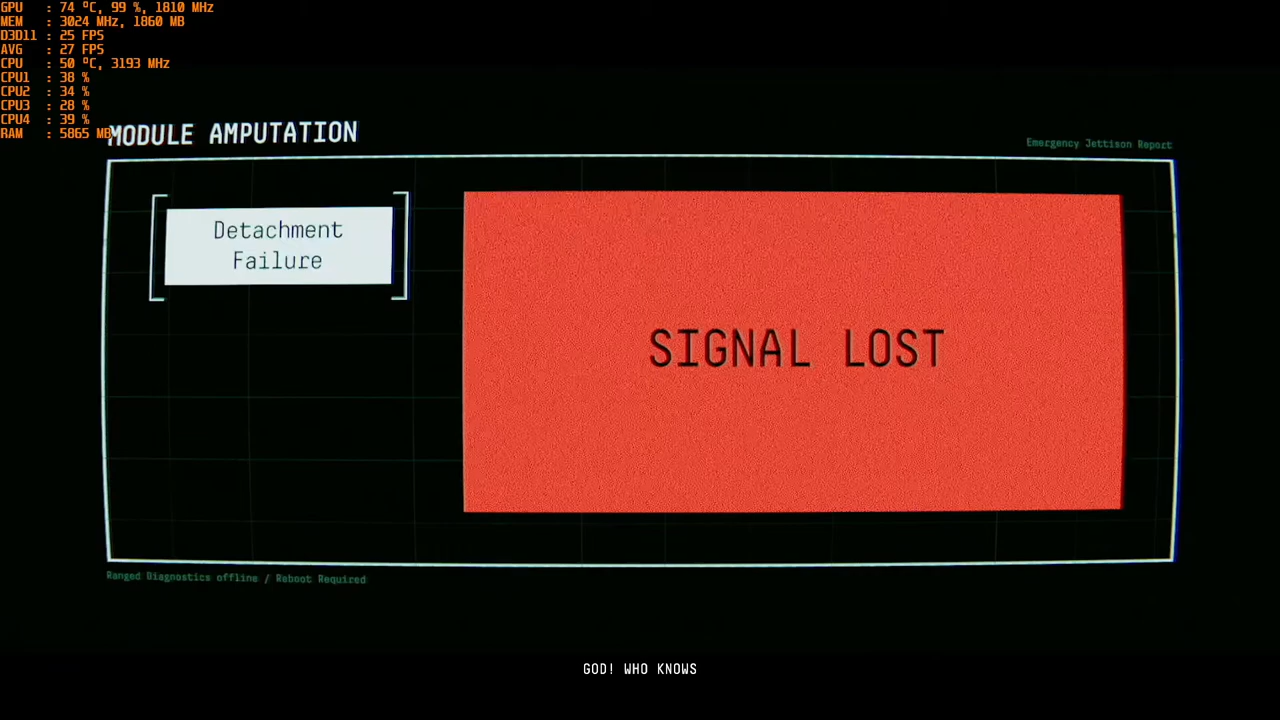 GPU : 74 ºC, 99 %, 1810 MHz
MEM : 3024 MHz, 1860 MB
D3D11 : 25 FPS
AVG : 27 FPS
CPU : 50 ºC, 3193 MHz
CPU1 : 38 %
CPU2 : 34 %
CPU3 : 28 %
CPU4 : 39 %
RAM : 5865 MB
MODULE AMPUTATION
Emergency Jettison Report
Detachment
Failure
SIGNAL LOST
Ranged Diagnostics offline / Reboot Required
GOD! WHO KNOWS